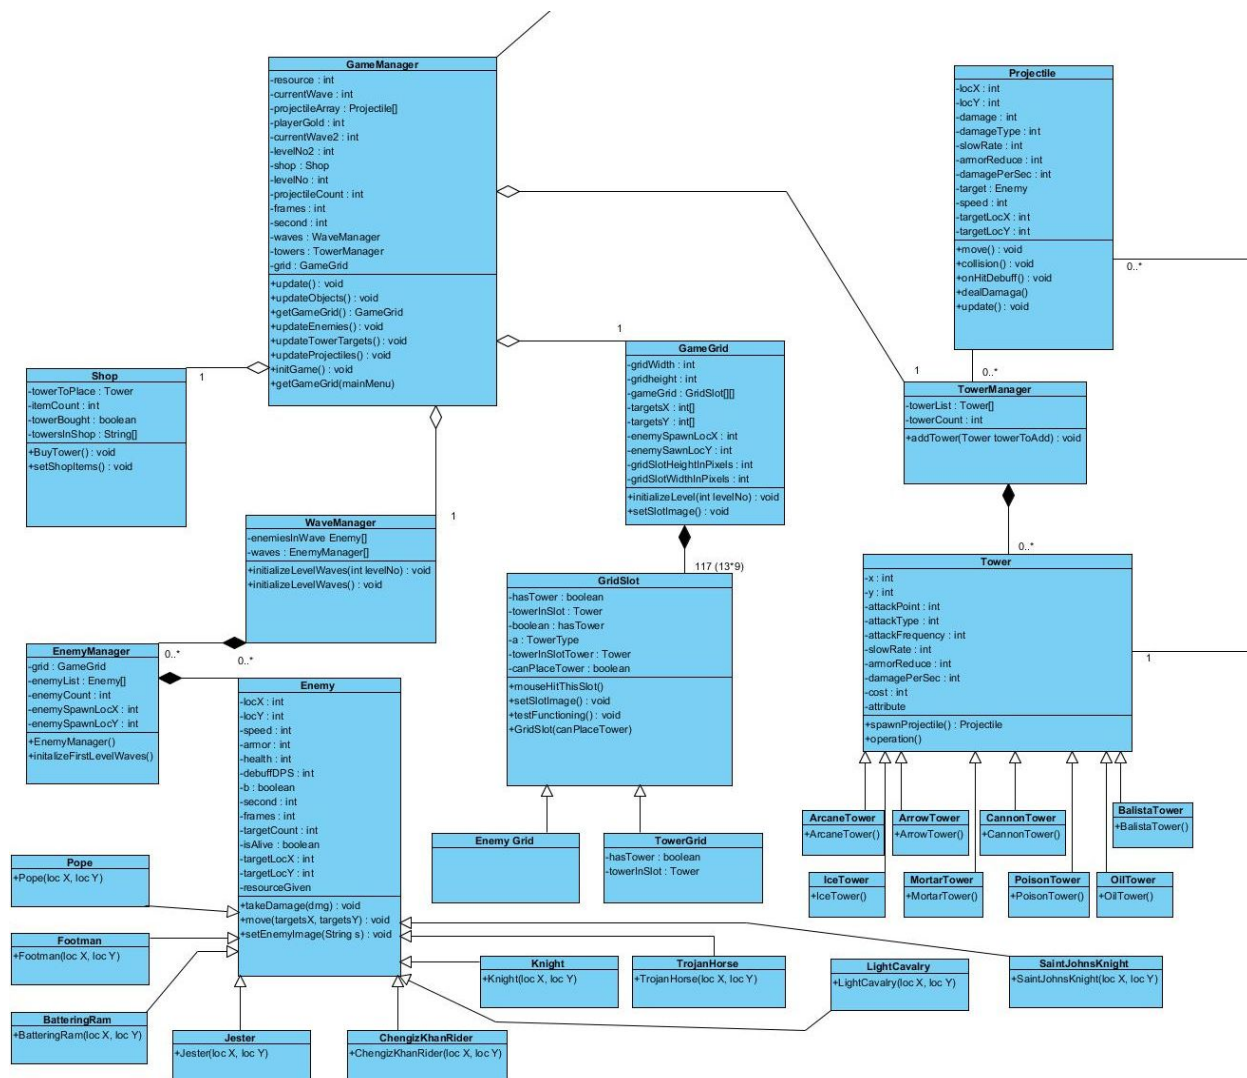 GameManager
-resource : int
-currentWave : int
-projectileArray : Projectile[]
-playerGold : int
-currentWave2 : int
-levelNo2 : int
-shop : Shop
-levelNo : int
-projectileCount : int
-frames : int
-second : int
-waves : WaveManager
-towers : TowerManager
-grid : GameGrid
+update() : void
+updateObjects() : void
+getGameGrid() : GameGrid
+updateEnemies() : void
+updateTowerTargets() : void
+updateProjectiles() : void
+initGame() : void
+getGameGrid(mainMenu)
Projectile
-locX : int
-locY : int
-damage : int
-damageType : int
-slowRate : int
-armorReduce : int
-damagePerSec : int
-target : Enemy
-speed : int
-targetLocX : int
-targetLocY : int
+move() : void
+collision() : void
+onHitDebuff() : void
+dealDamaga()
+update() : void
0..*
0..*
1
1
1
1
Shop
-towerToPlace : Tower
-itemCount : int
-towerBought : boolean
-towersInShop : String[]
+BuyTower() : void
+setShopItems() : void
GameGrid
-gridWidth : int
-gridheight : int
-gameGrid : GridSlot[][]
-targetsX : int[]
-targetsY : int[]
-enemySpawnLocX : int
-enemySawnLocY : int
-gridSlotHeightInPixels : int
-gridSlotWidthInPixels : int
+initializeLevel(int levelNo) : void
+setSlotImage() : void
TowerManager
-towerList : Tower[]
-towerCount : int
+addTower(Tower towerToAdd) : void
WaveManager
-enemiesInWave Enemy[]
-waves : EnemyManager[]
+initializeLevelWaves(int levelNo) : void
+initializeLevelWaves() : void
117 (13*9)
0..*
GridSlot
-hasTower : boolean
-towerInSlot : Tower
-boolean : hasTower
-a : TowerType
-towerInSlotTower : Tower
-canPlaceTower : boolean
+mouseHitThisSlot()
+setSlotImage() : void
+testFunctioning() : void
+GridSlot(canPlaceTower)
Tower
-x : int
-y : int
-attackPoint : int
-attackType : int
-attackFrequency : int
-slowRate : int
-armorReduce : int
-damagePerSec : int
-cost : int
-attribute
+spawnProjectile() : Projectile
+operation()
1
EnemyManager
-grid : GameGrid
-enemyList : Enemy[]
-enemyCount : int
-enemySpawnLocX : int
-enemySpawnLocY : int
+EnemyManager()
+initalizeFirstLevelWaves()
0..*
0..*
Enemy
-locX : int
-locY : int
-speed : int
-armor : int
-health : int
-debuffDPS : int
-b : boolean
-second : int
-frames : int
-targetCount : int
-isAlive : boolean
-targetLocX : int
-targetLocY : int
-resourceGiven
+takeDamage(dmg) : void
+move(targetsX, targetsY) : void
+setEnemyImage(String s) : void
Enemy Grid
TowerGrid
-hasTower : boolean
-towerInSlot : Tower
ArcaneTower
+ArcaneTower()
ArrowTower
+ArrowTower()
CannonTower
+CannonTower()
BalistaTower
+BalistaTower()
IceTower
+IceTower()
MortarTower
+MortarTower()
PoisonTower
+PoisonTower()
OilTower
+OilTower()
Pope
+Pope(loc X, loc Y)
Footman
+Footman(loc X, loc Y)
BatteringRam
+BatteringRam(loc X, loc Y)
Jester
+Jester(loc X, loc Y)
ChengizKhanRider
+ChengizKhanRider(loc X, loc Y)
Knight
+Knight(loc X, loc Y)
TrojanHorse
+TrojanHorse(loc X, loc Y)
LightCavalry
+LightCavalry(loc X, loc Y)
SaintJohnsKnight
+SaintJohnsKnight(loc X, loc Y)